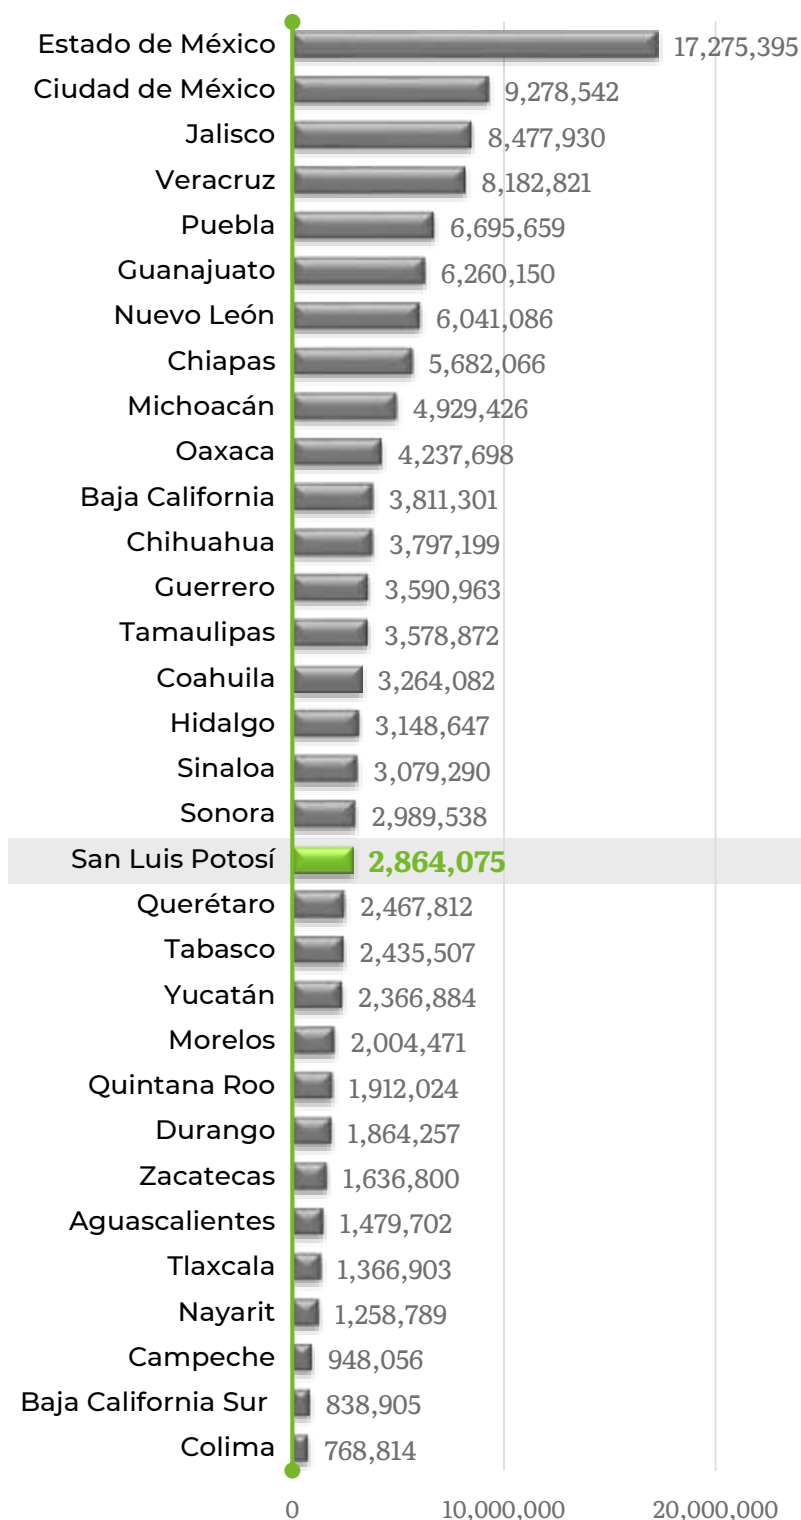 Estado de México 17,275,395
Ciudad de México 9,278,542
Jalisco 8,477,930
Veracruz 8,182,821
Puebla 6,695,659
Guanajuato 6,260,150
Nuevo León 6,041,086
Chiapas 5,682,066
Michoacán 4,929,426
Oaxaca 4,237,698
Baja California 3,811,301
Chihuahua 3,797,199
Guerrero 3,590,963
Tamaulipas 3,578,872
Coahuila 3,264,082
Hidalgo 3,148,647
Sinaloa 3,079,290
Sonora 2,989,538
San Luis Potosí 2,864,075
Querétaro 2,467,812
Tabasco 2,435,507
Yucatán 2,366,884
Morelos 2,004,471
Quintana Roo 1,912,024
Durango 1,864,257
Zacatecas 1,636,800
Aguascalientes 1,479,702
Tlaxcala 1,366,903
Nayarit 1,258,789
Campeche 948,056
Baja California Sur 838,905
Colima 768,814
0 10,000,000 20,000,000